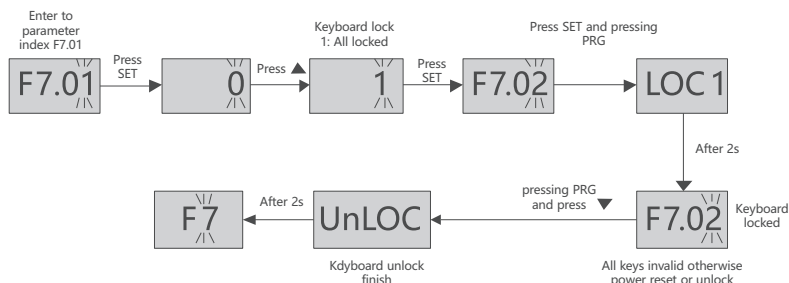 Enter to
parameter
index F7.01
F7.01
Press
SET
0
Press
Keyboard lock
1: All locked
1
Press
SET
F7.02
Press SET and pressing
PRG
LOC 1
After 2s
F7.02
Keyboard
locked
All keys invalid otherwise
power reset or unlock
pressing PRG
and press
UnLOC
Kdyboard unlock
finish
After 2s
F7